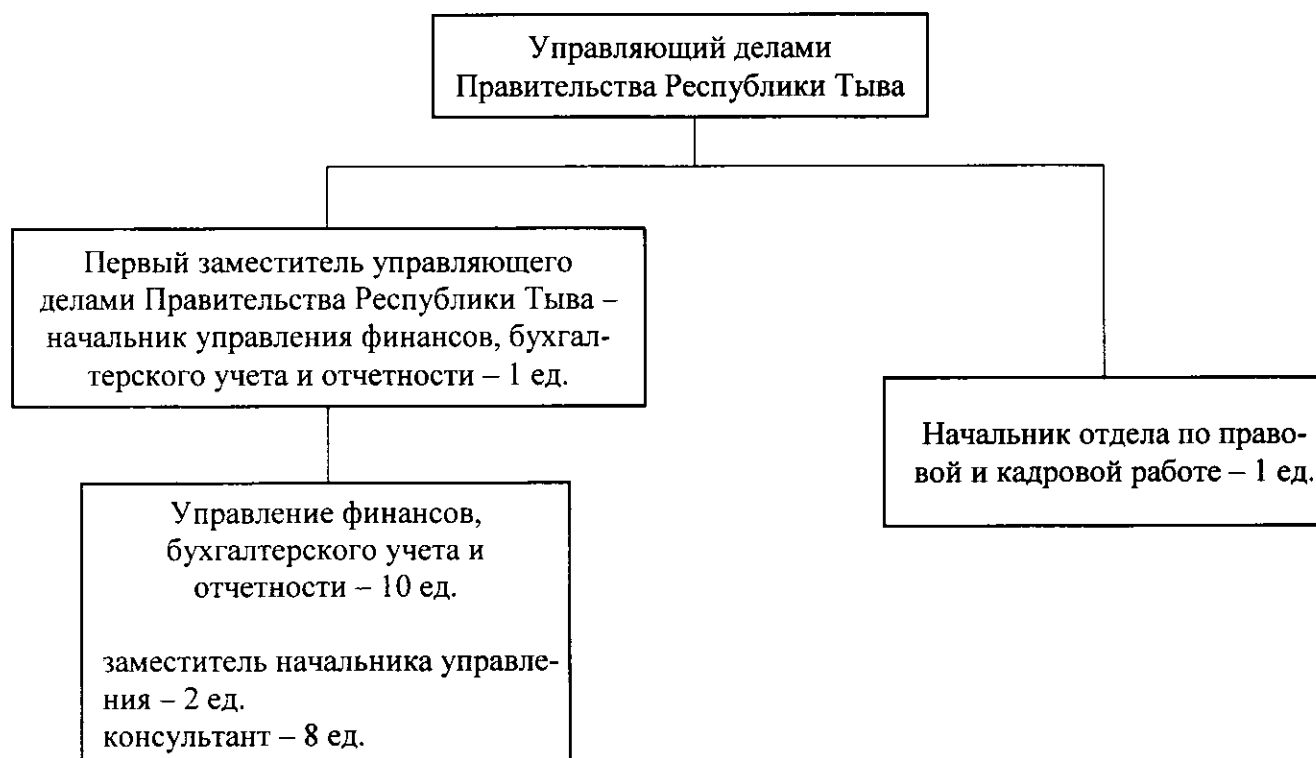 Управляющий делами
Правительства Республики Тыва
Первый заместитель управляющего
делами Правительства Республики Тыва –
начальник управления финансов, бухгал-
терского учета и отчетности – 1 ед.
Начальник отдела по право-
вой и кадровой работе – 1 ед.
Управление финансов,
бухгалтерского учета и
отчетности – 10 ед.
заместитель начальника управле-
ния – 2 ед.
консультант – 8 ед.